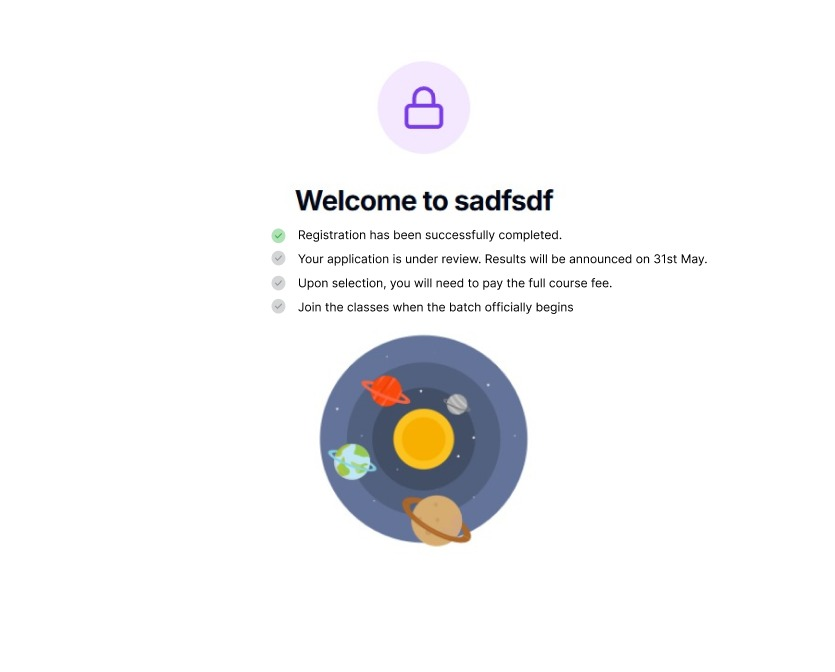 Welcome to sadfsdf
Registration has been successfully completed.
Your application is under review. Results will be announced on 31st May.
Upon selection, you will need to pay the full course fee.
Join the classes when the batch officially begins